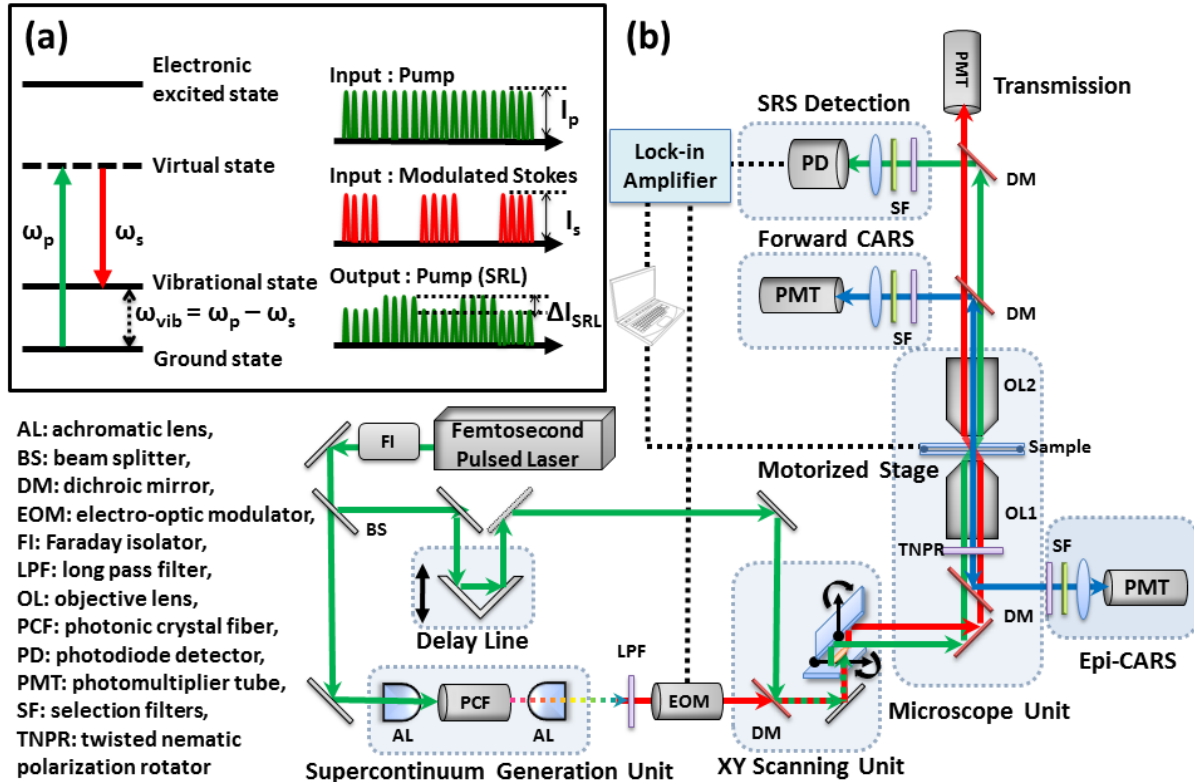 (a)
Electronic
excited state
Virtual state
ωp
ωs
Vibrational state
ωvib = ωp − ωs
Ground state
Input : Pump
Ip
Input : Modulated Stokes
Is
Output : Pump (SRL)
ΔISRL
(b)
PMT
Transmission
SRS Detection
Lock-in
Amplifier
PD
SF
DM
Forward CARS
PMT
SF
DM
OL2
Sample
Motorized Stage
OL1
TNPR
SF
PMT
DM
Epi-CARS
Microscope Unit
FI
Femtosecond
Pulsed Laser
BS
Delay Line
LPF
AL
PCF
AL
EOM
DM
Supercontinuum Generation Unit
XY Scanning Unit
AL: achromatic lens,
BS: beam splitter,
DM: dichroic mirror,
EOM: electro-optic modulator,
FI: Faraday isolator,
LPF: long pass filter,
OL: objective lens,
PCF: photonic crystal fiber,
PD: photodiode detector,
PMT: photomultiplier tube,
SF: selection filters,
TNPR: twisted nematic
polarization rotator